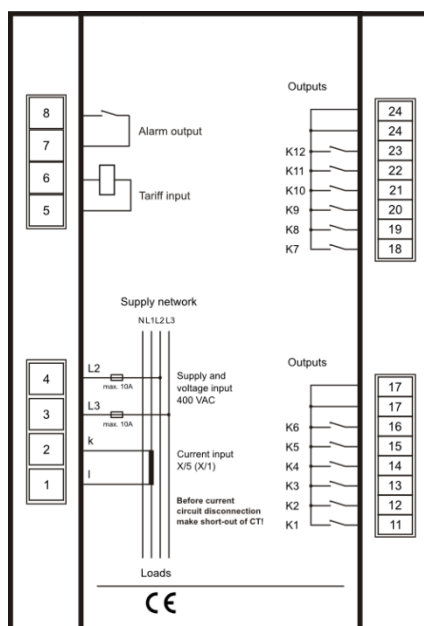 8
7
6
5
Alarm output
Tariff input
Outputs
24
24
K12 23
K11 22
K10 21
K9 20
K8 19
K7 18
Supply network
N L1 L2 L3
4
3
2
1
L2
max. 10A
L3
max. 10A
k
l
Supply and
voltage input
400 VAC
Current input
X/5 (X/1)
Before current
circuit disconnection
make short-out of CT!
Loads
Outputs
17
17
K6 16
K5 15
K4 14
K3 13
K2 12
K1 11
CE